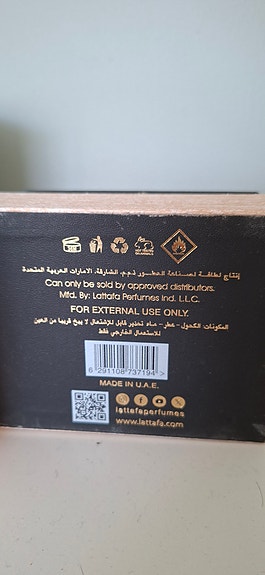 إنتاج لطافة لصناعة العطور ذ.م.م، الشارقة، الامارات العربية المتحدة
Can only be sold by approved distributors.
Mfd. By: Lattafa Perfumes Ind. L.L.C.
FOR EXTERNAL USE ONLY.
المكونات: الكحول - عطر - ماء تحذير قابل للإشتعال لا يبخ قريبا من العين
للاستعمال الخارجي فقط
6 291108 737194 >
MADE IN U.A.E.
lattafaperfumes
www.lattafa.com